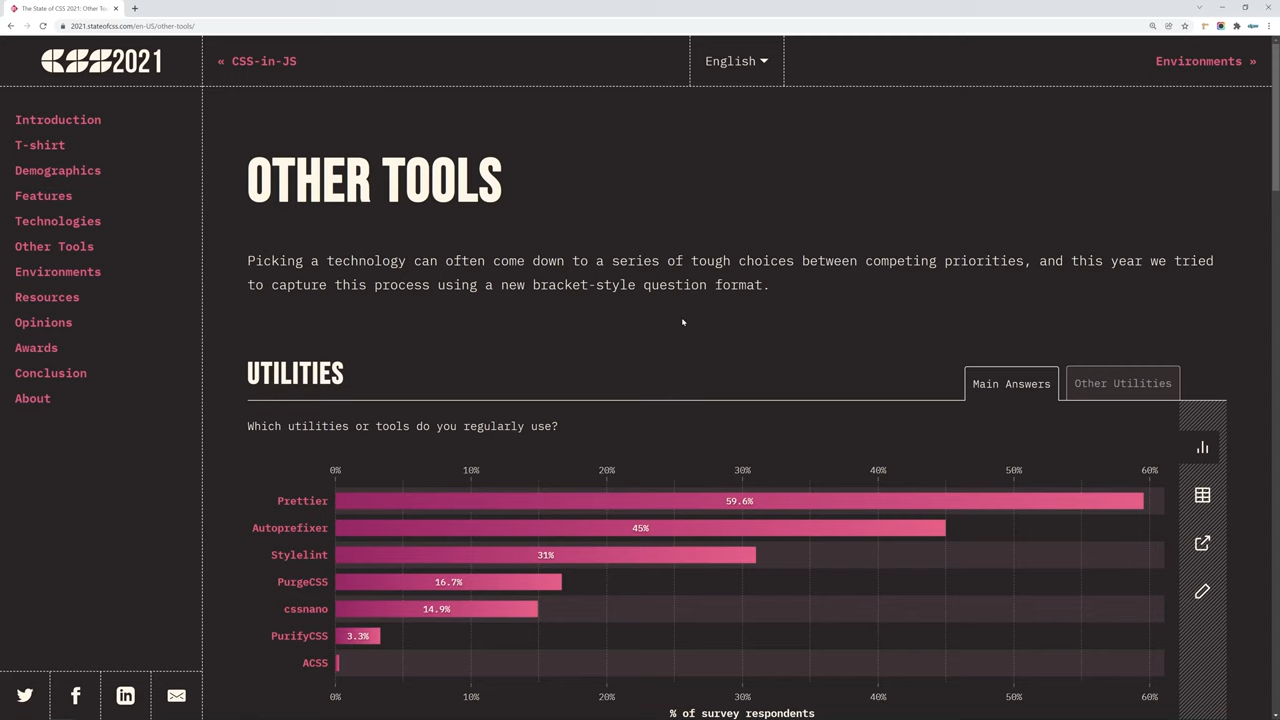 The State of CSS 2021: Other To
2021.stateofcss.com/en-US/other-tools/
CSS2021
« CSS-in-JS
English
Environments »
Introduction
T-shirt
Demographics
Features
Technologies
Other Tools
Environments
Resources
Opinions
Awards
Conclusion
About
OTHER TOOLS
Picking a technology can often come down to a series of tough choices between competing priorities, and this year we tried
to capture this process using a new bracket-style question format.
UTILITIES
Main Answers
Other Utilities
Which utilities or tools do you regularly use?
0% 10% 20% 30% 40% 50% 60%
Prettier 59.6%
Autoprefixer 45%
Stylelint 31%
PurgeCSS 16.7%
cssnano 14.9%
PurifyCSS 3.3%
ACSS
0% 10% 20% 30% 40% 50% 60%
% of survey respondents